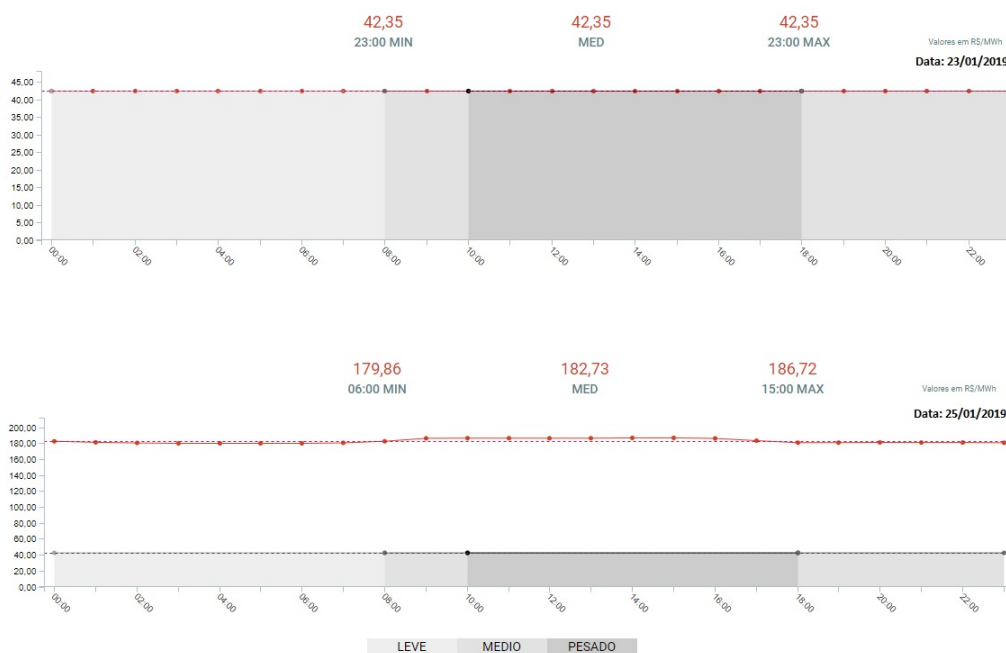 42,35 42,35 42,35
23:00 MIN MED 23:00 MAX Valores em R$/MWh
Data: 23/01/2019
45,00
40,00
35,00
30,00
25,00
20,00
15,00
10,00
5,00
0,00
00:00 02:00 04:00 06:00 08:00 10:00 12:00 14:00 16:00 18:00 20:00 22:00
179,86 182,73 186,72
06:00 MIN MED 15:00 MAX Valores em R$/MWh
Data: 25/01/2019
200,00
180,00
160,00
140,00
120,00
100,00
80,00
60,00
40,00
20,00
0,00
00:00 02:00 04:00 06:00 08:00 10:00 12:00 14:00 16:00 18:00 20:00 22:00
LEVE MEDIO PESADO